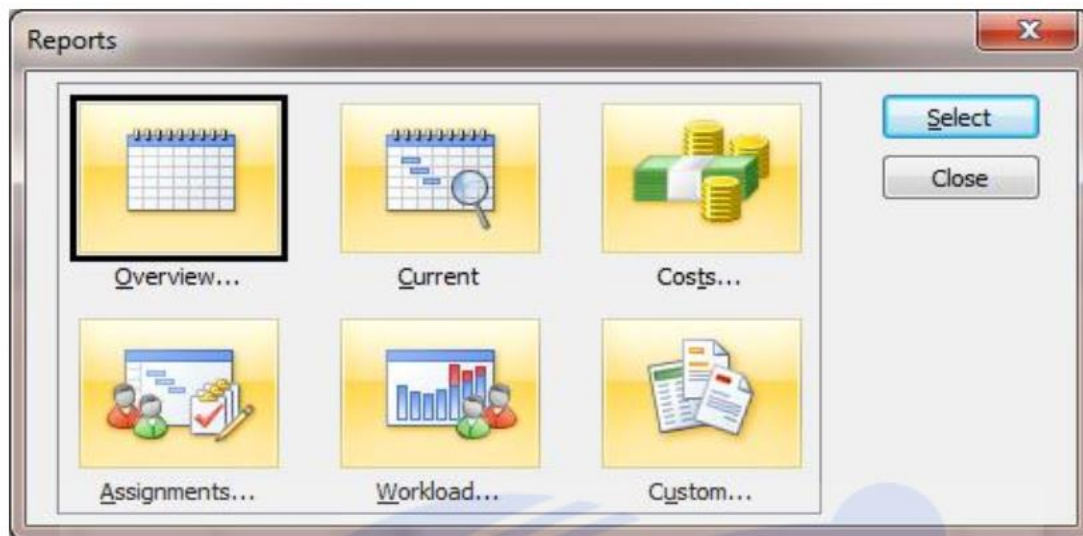 Reports
Select
Close
Overview...
Current
Costs...
Assignments...
Workload...
Custom...